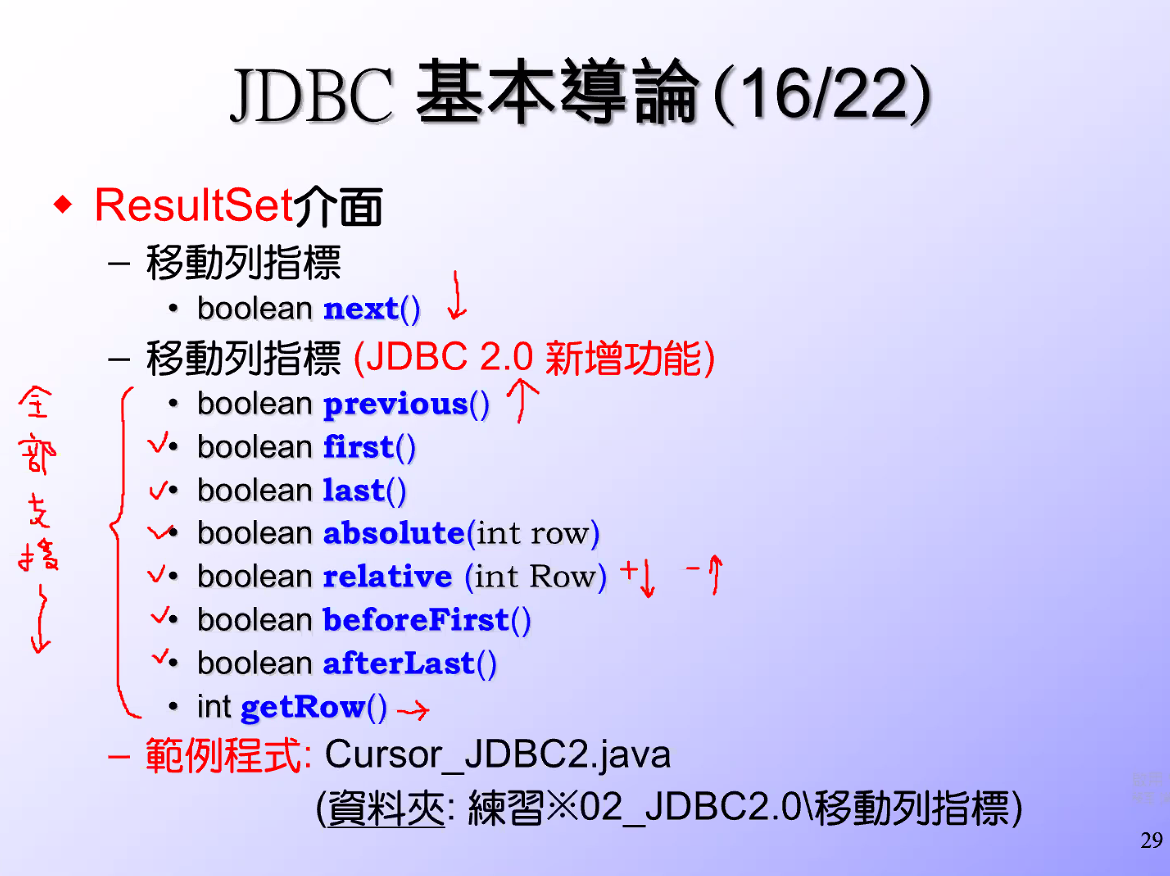 JDBC 基本導論(16/22)
◆ ResultSet介面
– 移動列指標
• boolean next() ↓
– 移動列指標 (JDBC 2.0 新增功能)
全部支援 ↓
• boolean previous() ↑
✓• boolean first()
✓• boolean last()
✓• boolean absolute(int row)
✓• boolean relative (int Row) +↓ -↑
✓• boolean beforeFirst()
✓• boolean afterLast()
• int getRow() →
– 範例程式: Cursor_JDBC2.java
(資料夾: 練習※02_JDBC2.0\移動列指標)
29